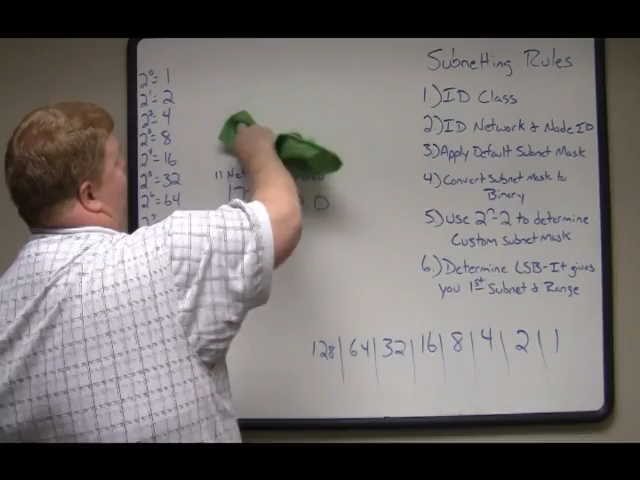 Subnetting Rules
1.) ID Class
2.) ID Network & Node ID
3.) Apply Default Subnet Mask
4.) Convert Subnet Mask to
Binary
5.) Use 2ⁿ-2 to determine
Custom subnet mask
6.) Determine LSB-It gives
you 1st Subnet & Range
2⁰= 1
2¹= 2
2²= 4
2³= 8
2⁴= 16
2⁵= 32
2⁶= 64
128 | 64 | 32 | 16 | 8 | 4 | 2 | 1